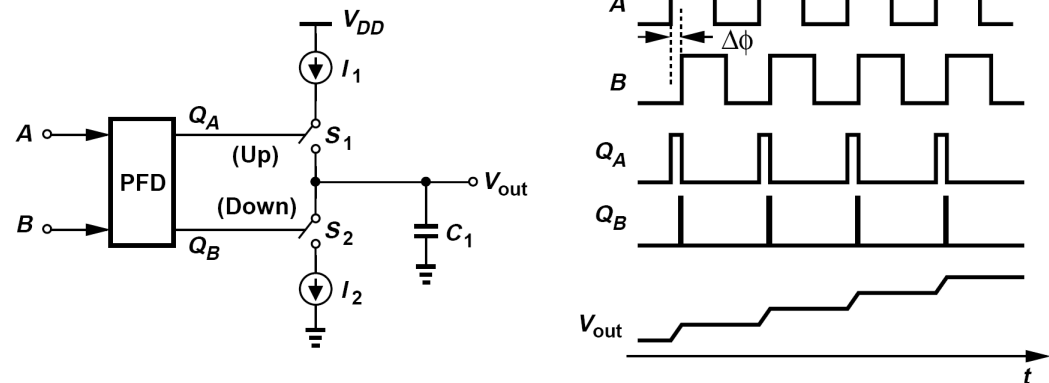 V_DD
I_1
A
Q_A
S_1
(Up)
PFD
V_out
(Down)
B
Q_B
S_2
C_1
I_2
A
Δϕ
B
Q_A
Q_B
V_out
t